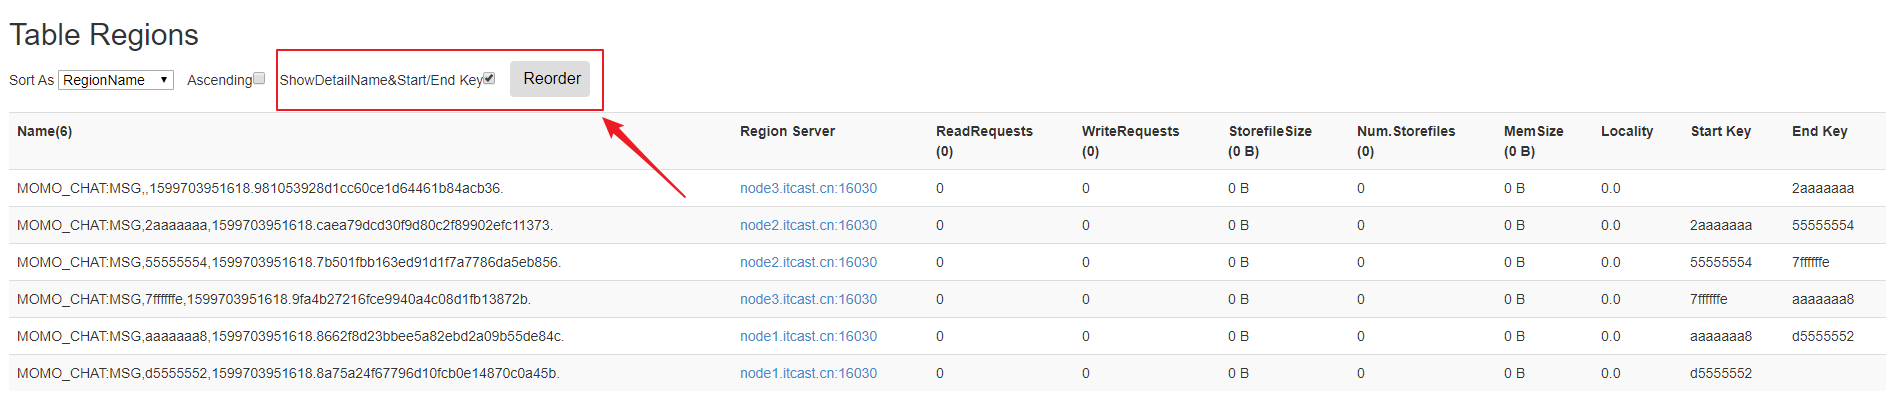 Table Regions
Sort As RegionName Ascending ShowDetailName&Start/End Key Reorder
Name(6) Region Server ReadRequests WriteRequests StorefileSize Num.Storefiles MemSize Locality Start Key End Key
(0) (0) (0 B) (0) (0 B)
MOMO_CHAT:MSG,,1599703951618.981053928d1cc60ce1d64461b84acb36. node3.itcast.cn:16030 0 0 0 B 0 0 B 0.0 2aaaaaaa
MOMO_CHAT:MSG,2aaaaaaa,1599703951618.caea79dcd30f9d80c2f89902efc11373. node2.itcast.cn:16030 0 0 0 B 0 0 B 0.0 2aaaaaaa 55555554
MOMO_CHAT:MSG,55555554,1599703951618.7b501fbb163ed91d1f7a7786da5eb856. node2.itcast.cn:16030 0 0 0 B 0 0 B 0.0 55555554 7ffffffe
MOMO_CHAT:MSG,7ffffffe,1599703951618.9fa4b27216fce9940a4c08d1fb13872b. node3.itcast.cn:16030 0 0 0 B 0 0 B 0.0 7ffffffe aaaaaaa8
MOMO_CHAT:MSG,aaaaaaa8,1599703951618.8662f8d23bbee5a82ebd2a09b55de84c. node1.itcast.cn:16030 0 0 0 B 0 0 B 0.0 aaaaaaa8 d5555552
MOMO_CHAT:MSG,d5555552,1599703951618.8a75a24f67796d10fcb0e14870c0a45b. node1.itcast.cn:16030 0 0 0 B 0 0 B 0.0 d5555552